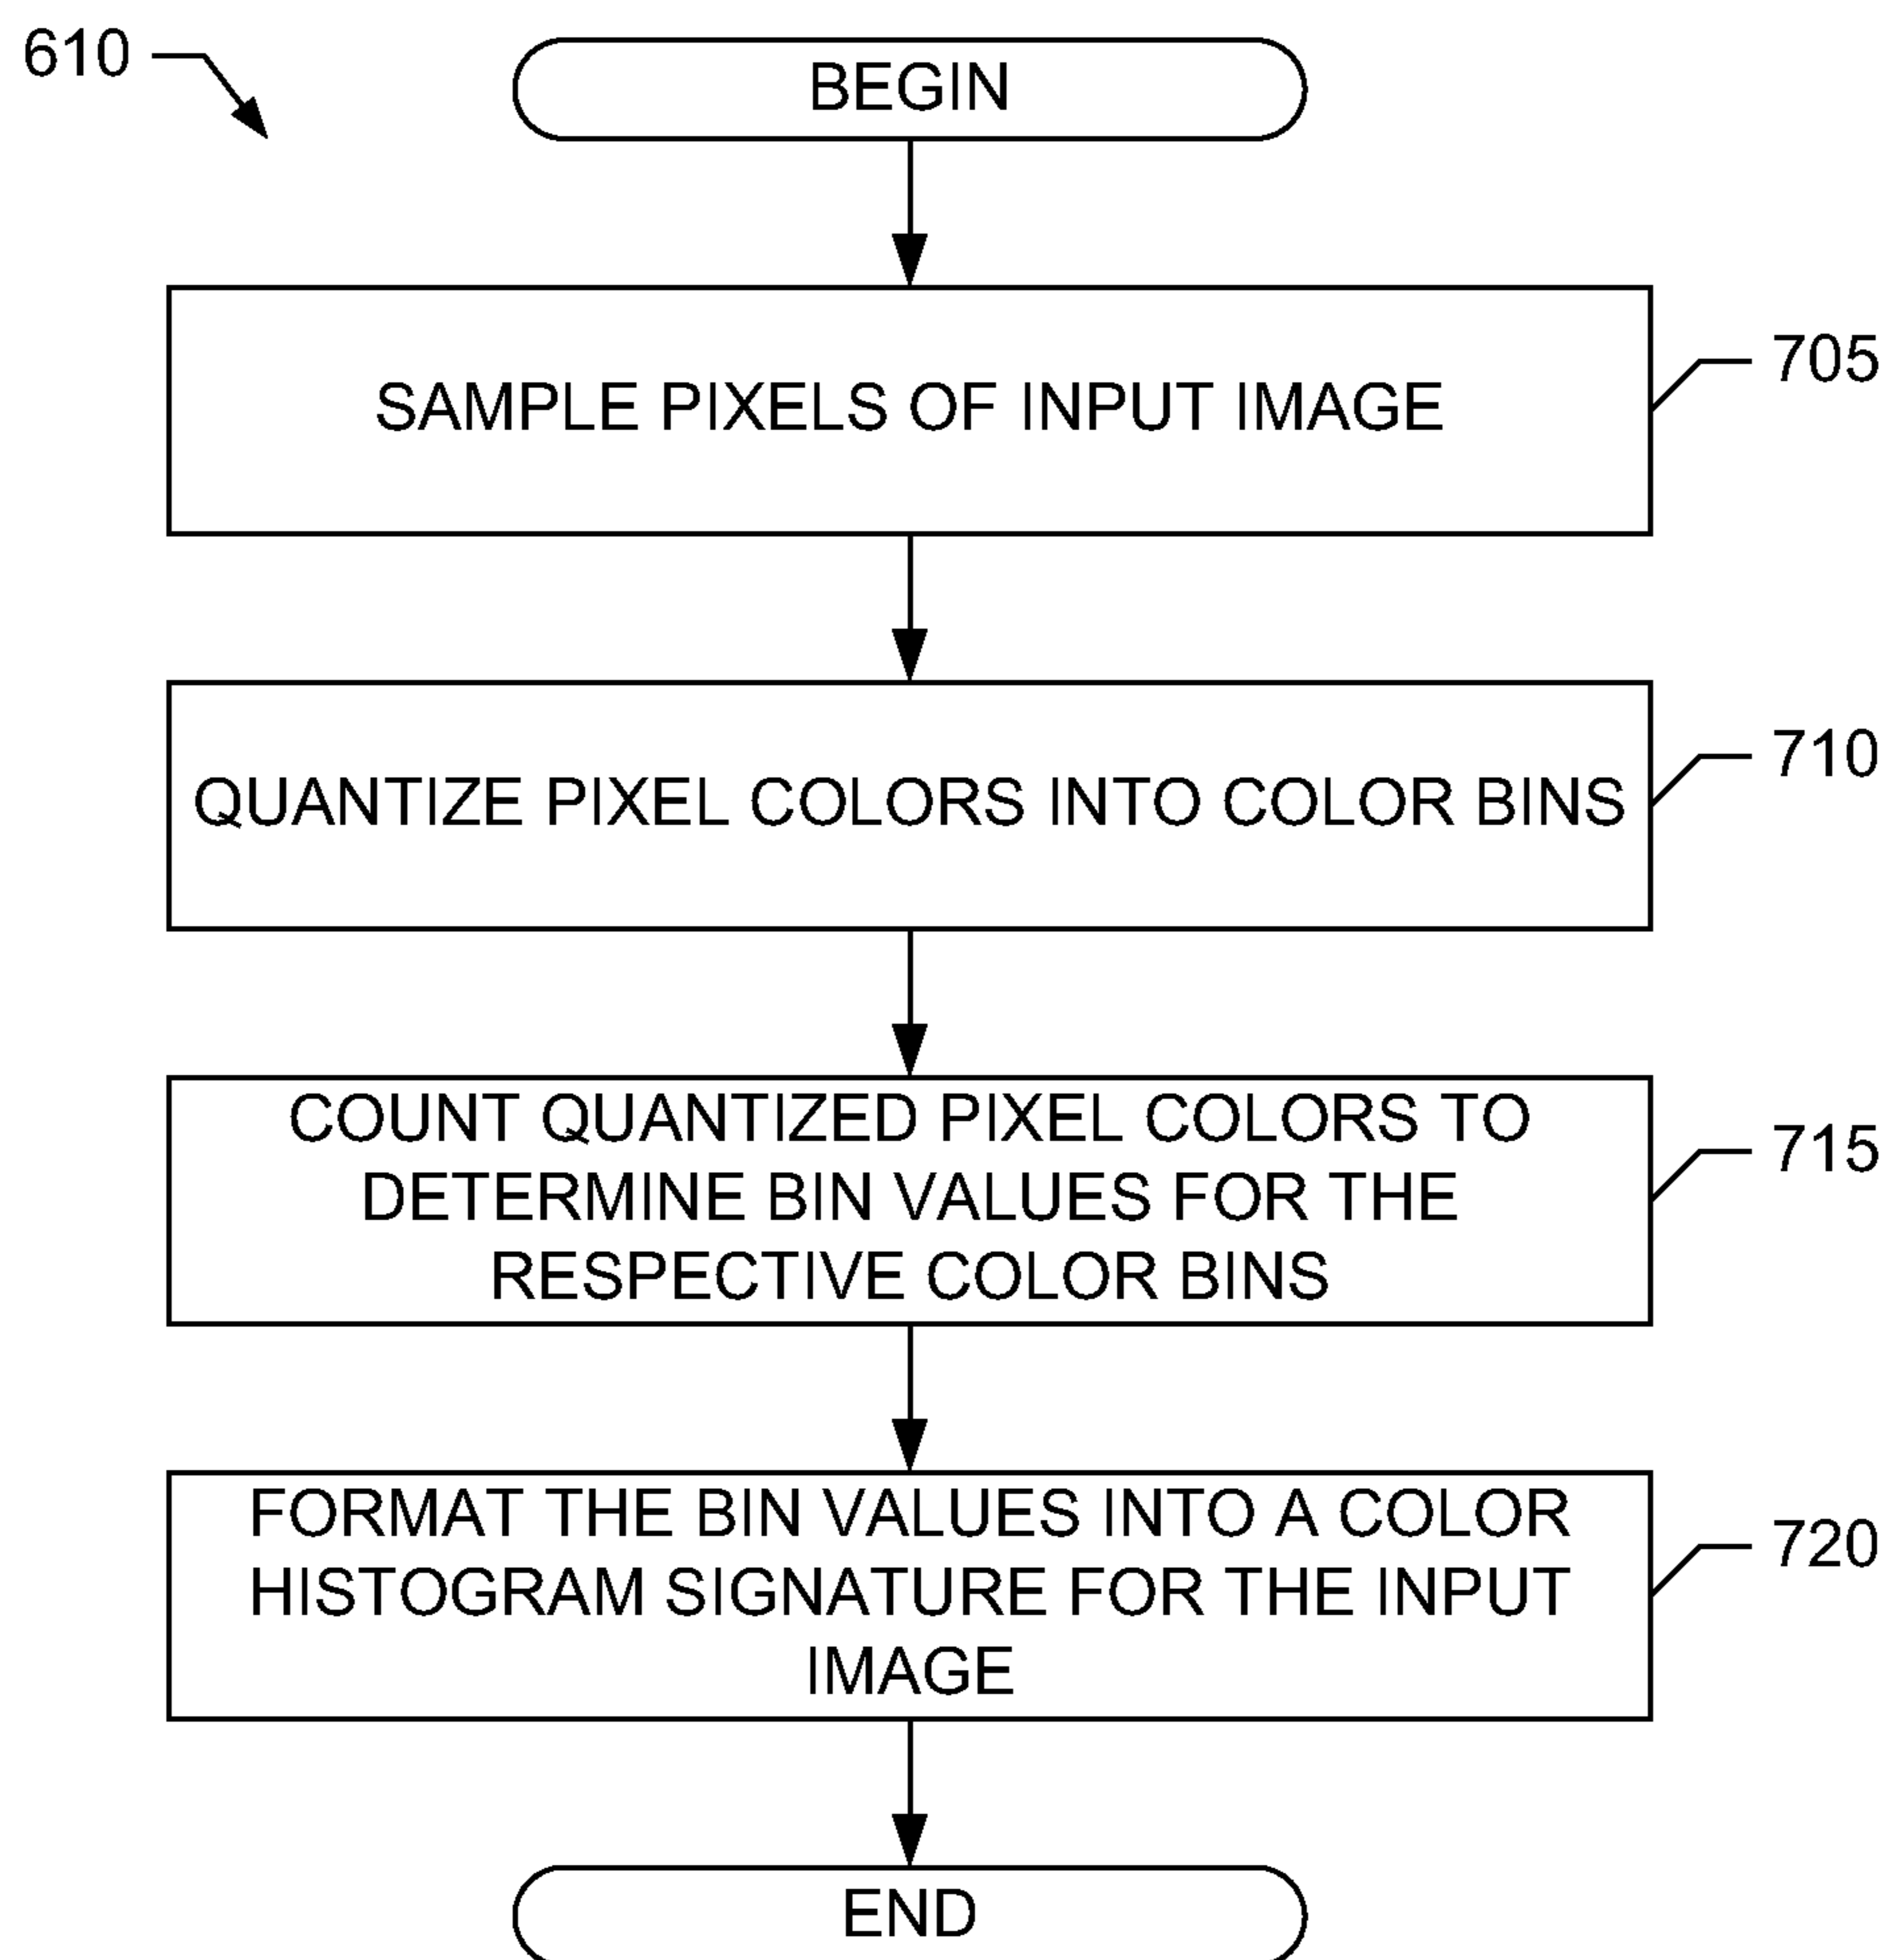 610
BEGIN
SAMPLE PIXELS OF INPUT IMAGE
705
QUANTIZE PIXEL COLORS INTO COLOR BINS
710
COUNT QUANTIZED PIXEL COLORS TO
DETERMINE BIN VALUES FOR THE
RESPECTIVE COLOR BINS
715
FORMAT THE BIN VALUES INTO A COLOR
HISTOGRAM SIGNATURE FOR THE INPUT
IMAGE
720
END